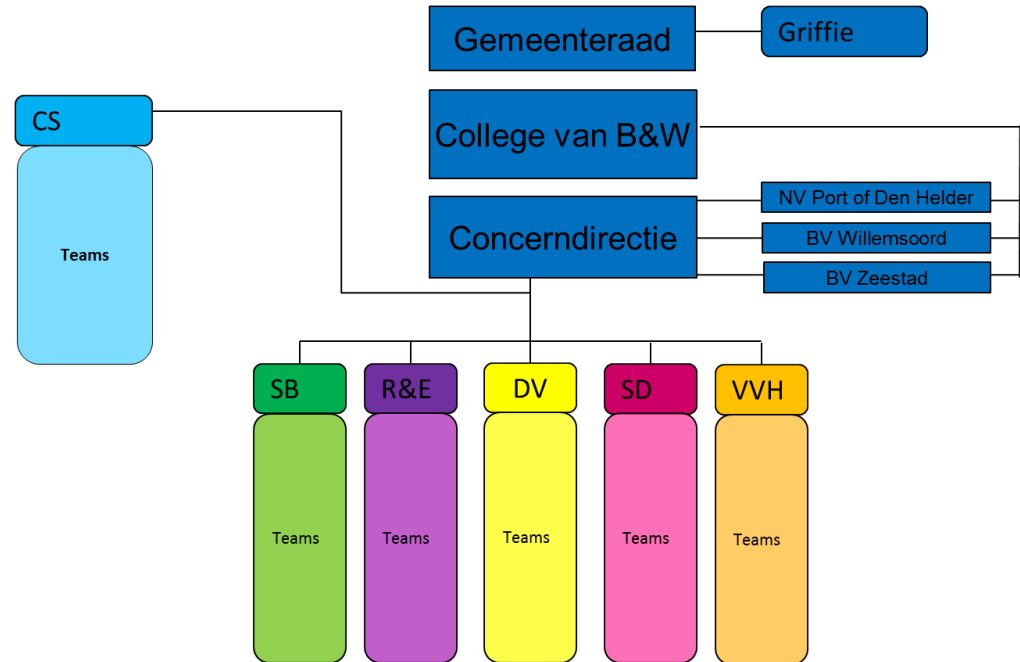 Gemeenteraad
Griffie
CS
College van B&W
Teams
NV Port of Den Helder
Concerndirectie
BV Willemsoord
BV Zeestad
SB
R&E
DV
SD
VVH
Teams
Teams
Teams
Teams
Teams